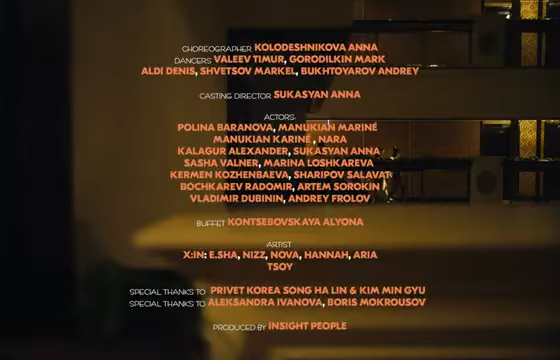 CHOREOGRAPHER KOLODESHNIKOVA ANNA
DANCERS VALEEV TIMUR, GORODILKIN MARK
ALDI DENIS, SHVETSOV MARKEL, BUKHTOYAROV ANDREY
CASTING DIRECTOR SUKASYAN ANNA
ACTORS:
POLINA BARANOVA, MANUKIAN MARINÉ
MANUKIAN KARINÉ, NARA
KALAGUR ALEXANDER, SUKASYAN ANNA
SASHA VALNER, MARINA LOSHKAREVA
KERMEN KOZHENBAEVA, SHARIPOV SALAVAT
BOCHKAREV RADOMIR, ARTEM SOROKIN
VLADIMIR DUBININ, ANDREY FROLOV
BUFFET KONTSEBOVSKAYA ALYONA
ARTIST
X:IN: E.SHA, NIZZ, NOVA, HANNAH, ARIA
TSOY
SPECIAL THANKS TO PRIVET KOREA SONG HA LIN & KIM MIN GYU
SPECIAL THANKS TO ALEKSANDRA IVANOVA, BORIS MOKROUSOV
PRODUCED BY INSIGHT PEOPLE